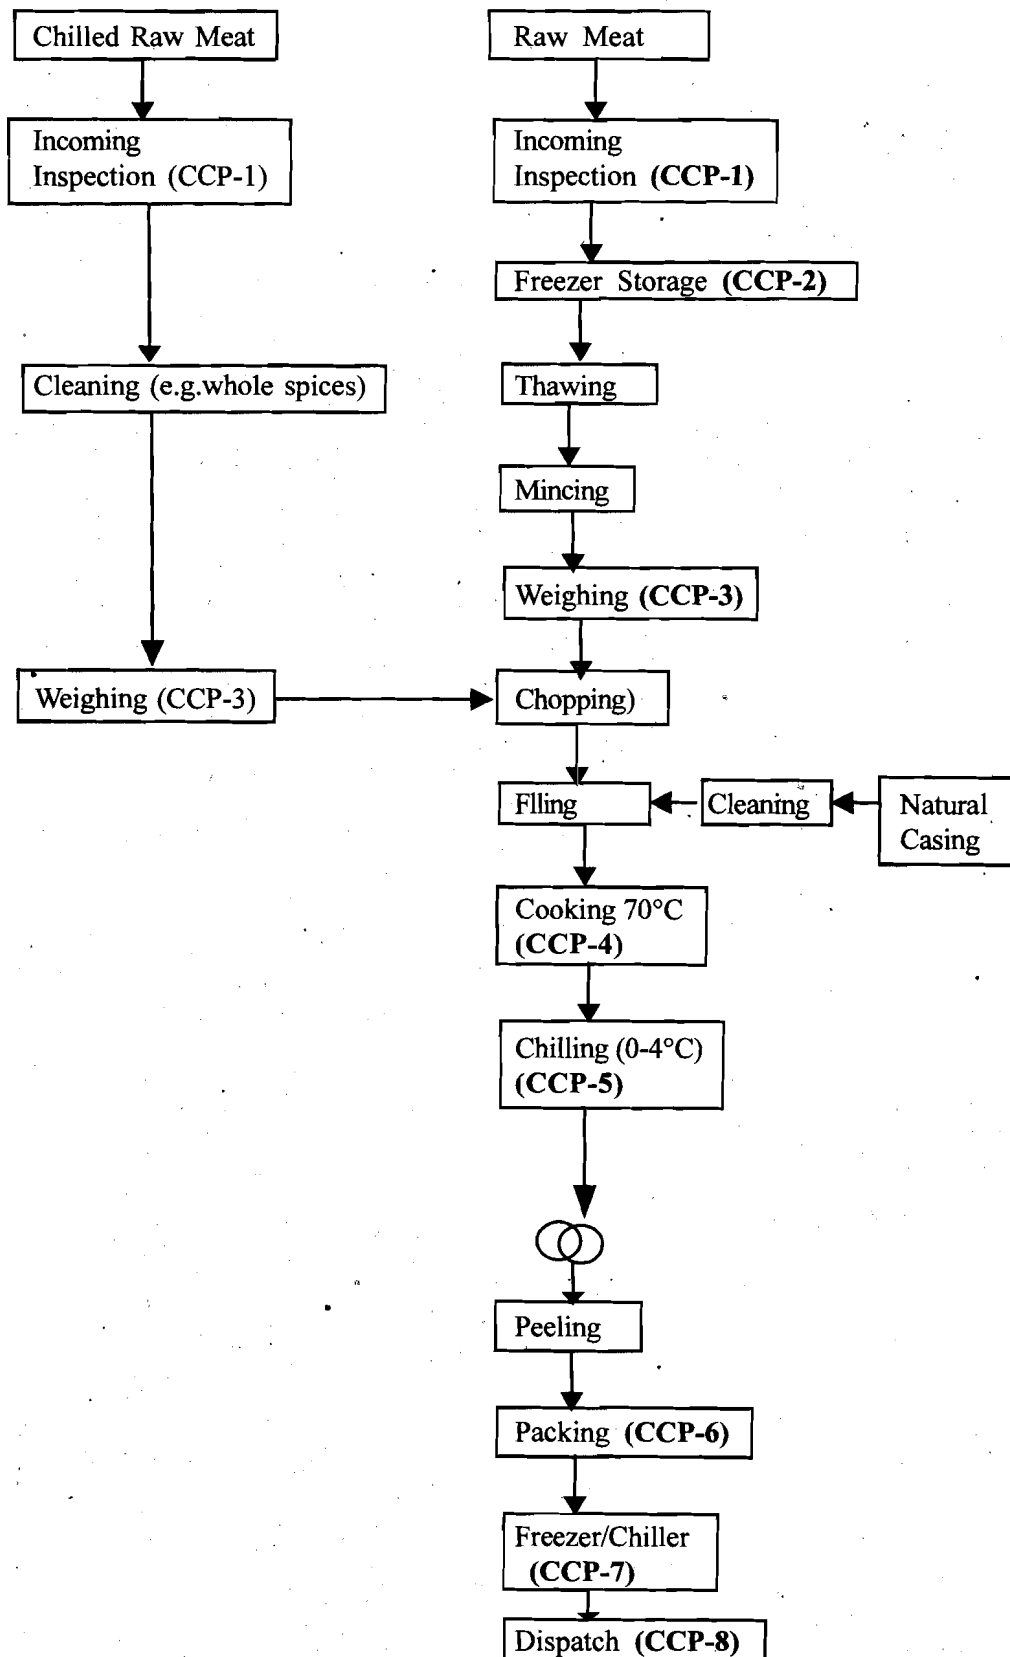 Chilled Raw Meat
Raw Meat
Incoming
Inspection (CCP-1)
Incoming
Inspection (CCP-1)
Freezer Storage (CCP-2)
Cleaning (e.g.whole spices)
Thawing
Mincing
Weighing (CCP-3)
Weighing (CCP-3)
Chopping)
Flling
Cleaning
Natural
Casing
Cooking 70°C
(CCP-4)
Chilling (0-4°C)
(CCP-5)
Peeling
Packing (CCP-6)
Freezer/Chiller
(CCP-7)
Dispatch (CCP-8)